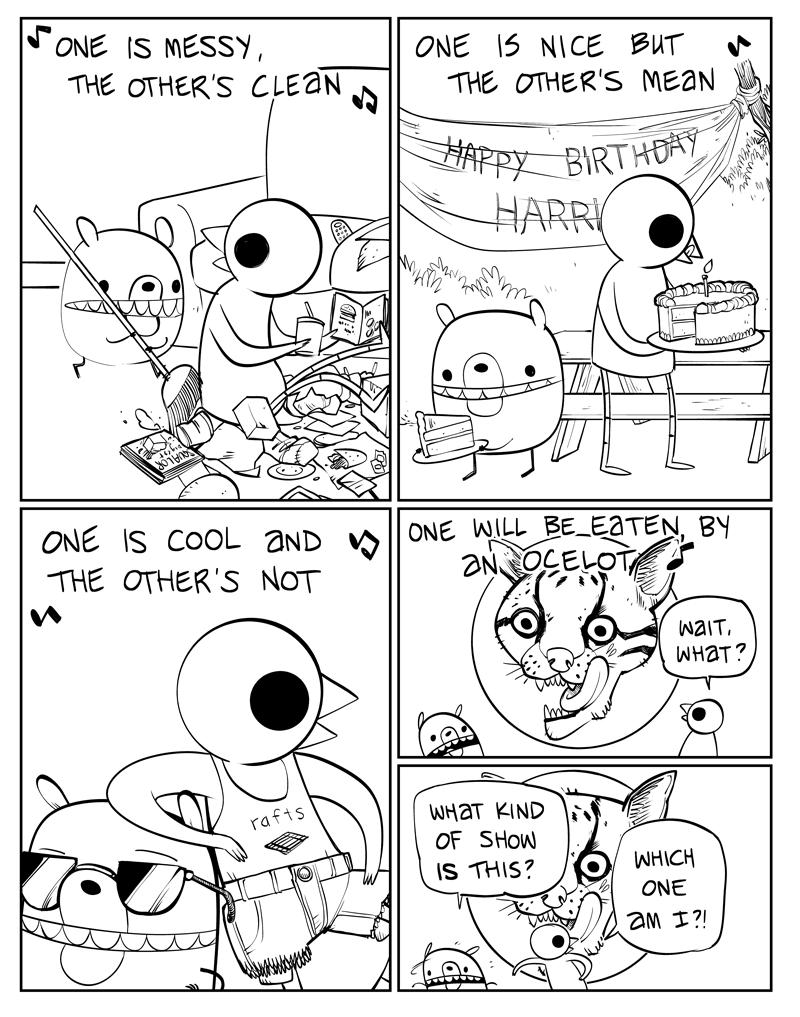 ONE IS MESSY,
THE OTHER'S CLEAN
ONE IS NICE BUT
THE OTHER'S MEAN
HAPPY BIRTHDAY
HARRI
ONE IS COOL AND
THE OTHER'S NOT
rafts
ONE WILL BE EATEN BY
AN OCELOT
WAIT,
WHAT?
WHAT KIND
OF SHOW
IS THIS?
WHICH
ONE
AM I?!